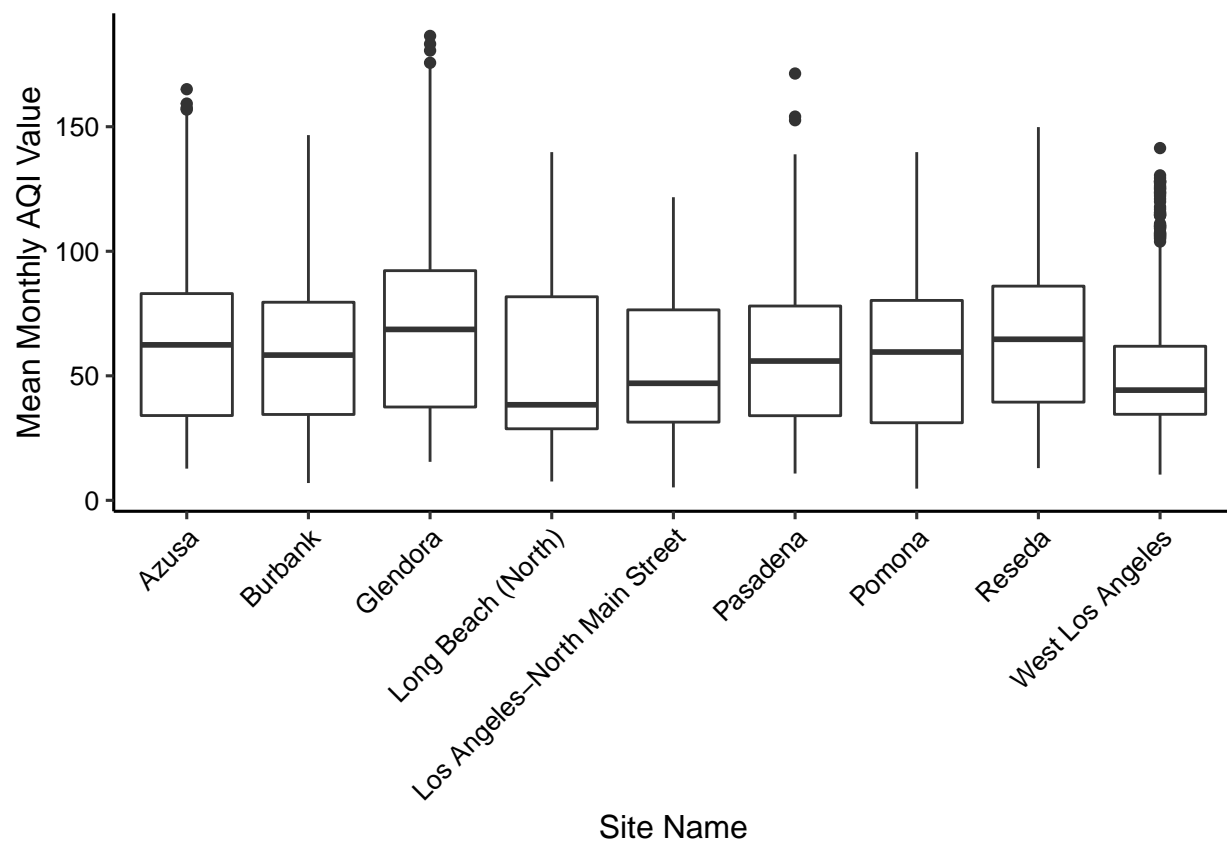 Mean Monthly AQI Value
150
100
50
0
Azusa
Burbank
Glendora
Long Beach (North)
Los Angeles−North Main Street
Pasadena
Pomona
Reseda
West Los Angeles
Site Name